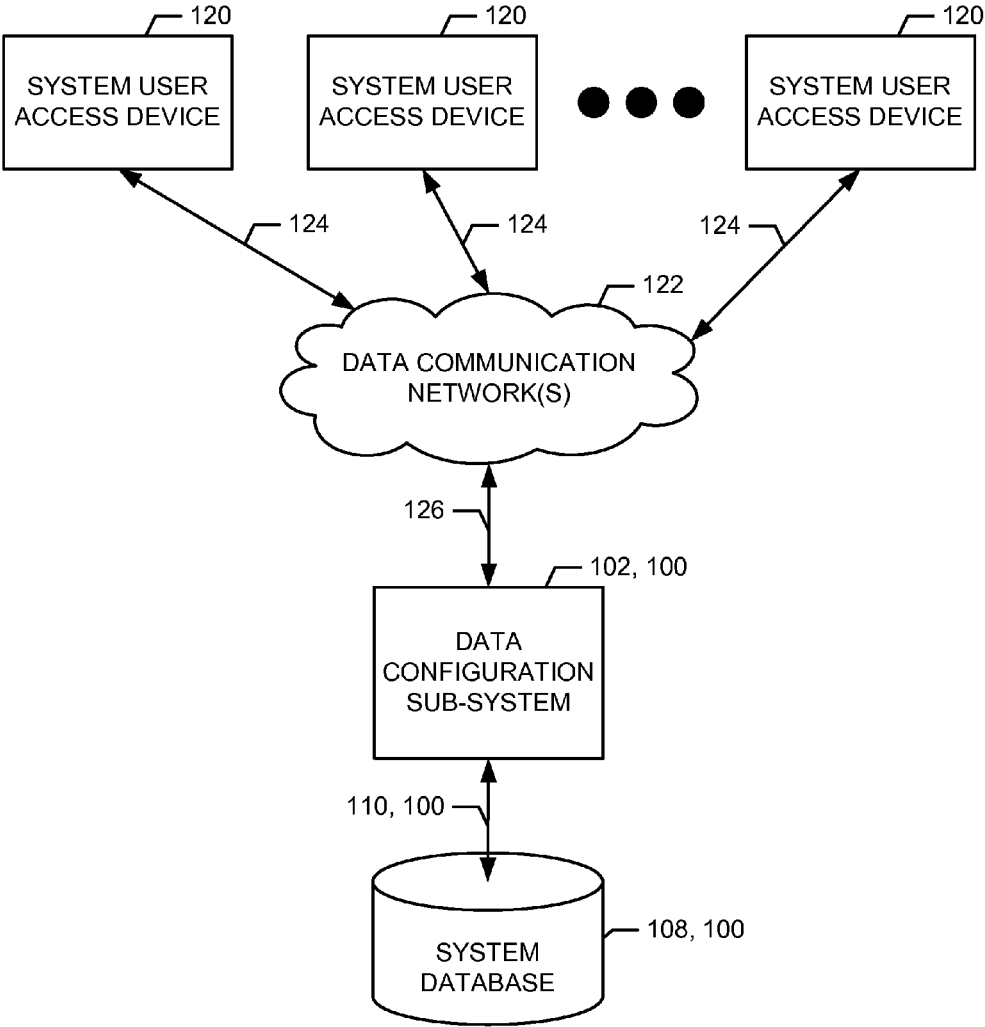 120
120
120
SYSTEM USER
ACCESS DEVICE
SYSTEM USER
ACCESS DEVICE
SYSTEM USER
ACCESS DEVICE
124
124
124
122
DATA COMMUNICATION
NETWORK(S)
126
102, 100
DATA
CONFIGURATION
SUB-SYSTEM
110, 100
108, 100
SYSTEM
DATABASE